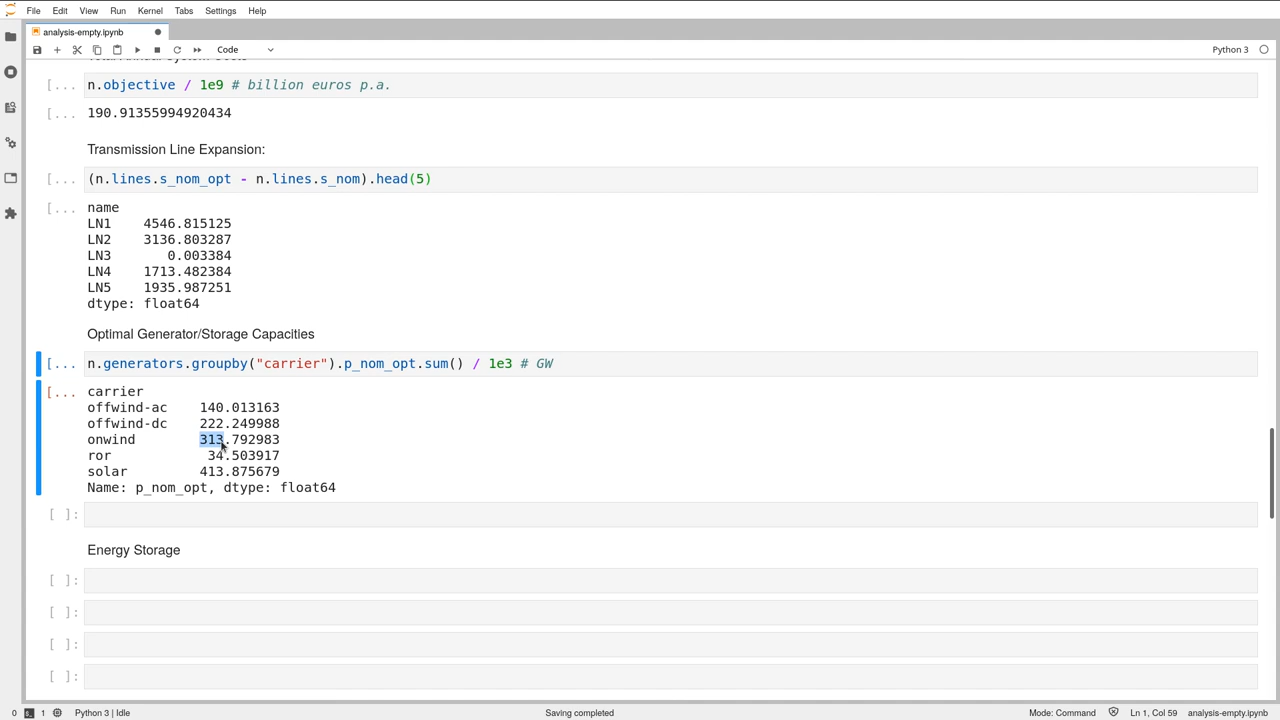 File Edit View Run Kernel Tabs Settings Help
analysis-empty.ipynb
Code
Python 3
Total Annual System Costs
[... n.objective / 1e9 # billion euros p.a.
[... 190.91355994920434
Transmission Line Expansion:
[... (n.lines.s_nom_opt - n.lines.s_nom).head(5)
[... name
LN1 4546.815125
LN2 3136.803287
LN3 0.003384
LN4 1713.482384
LN5 1935.987251
dtype: float64
Optimal Generator/Storage Capacities
[... n.generators.groupby("carrier").p_nom_opt.sum() / 1e3 # GW
[... carrier
offwind-ac 140.013163
offwind-dc 222.249988
onwind 313.792983
ror 34.503917
solar 413.875679
Name: p_nom_opt, dtype: float64
[ ]:
Energy Storage
[ ]:
[ ]:
[ ]:
[ ]:
0 1 Python 3 | Idle Saving completed Mode: Command Ln 1, Col 59 analysis-empty.ipynb